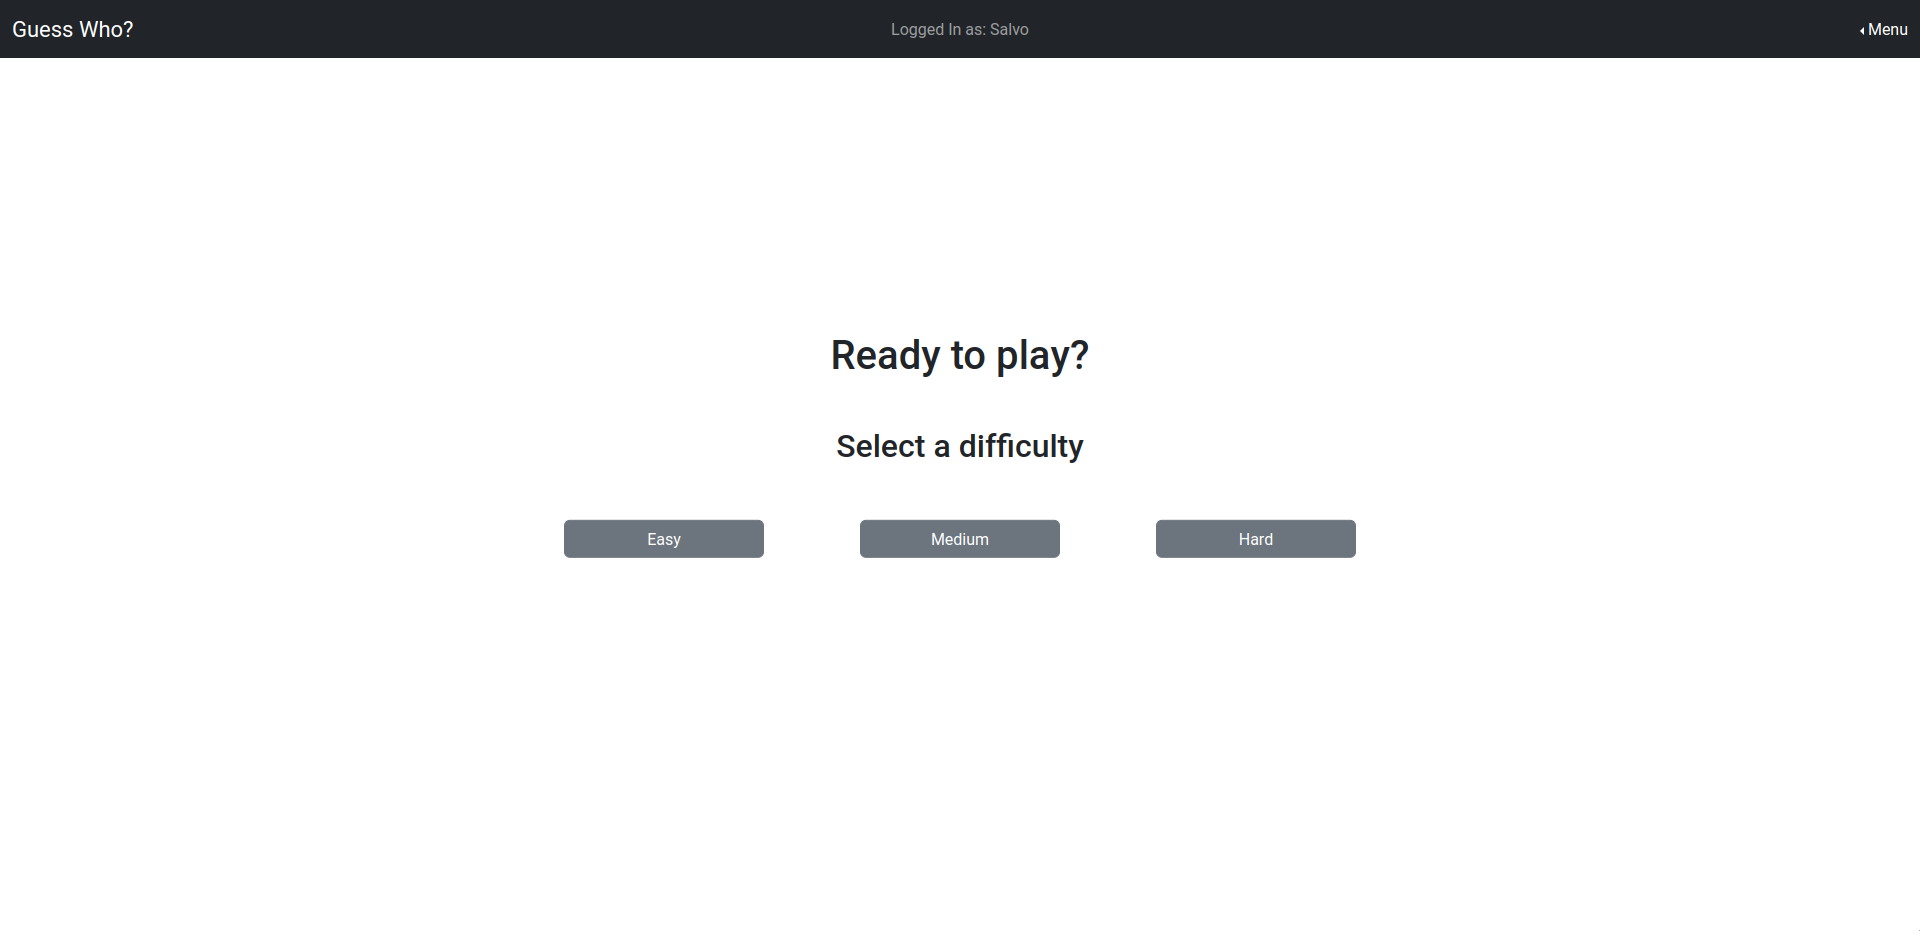 Guess Who?
Logged In as: Salvo
Menu
Ready to play?
Select a difficulty
Easy
Medium
Hard